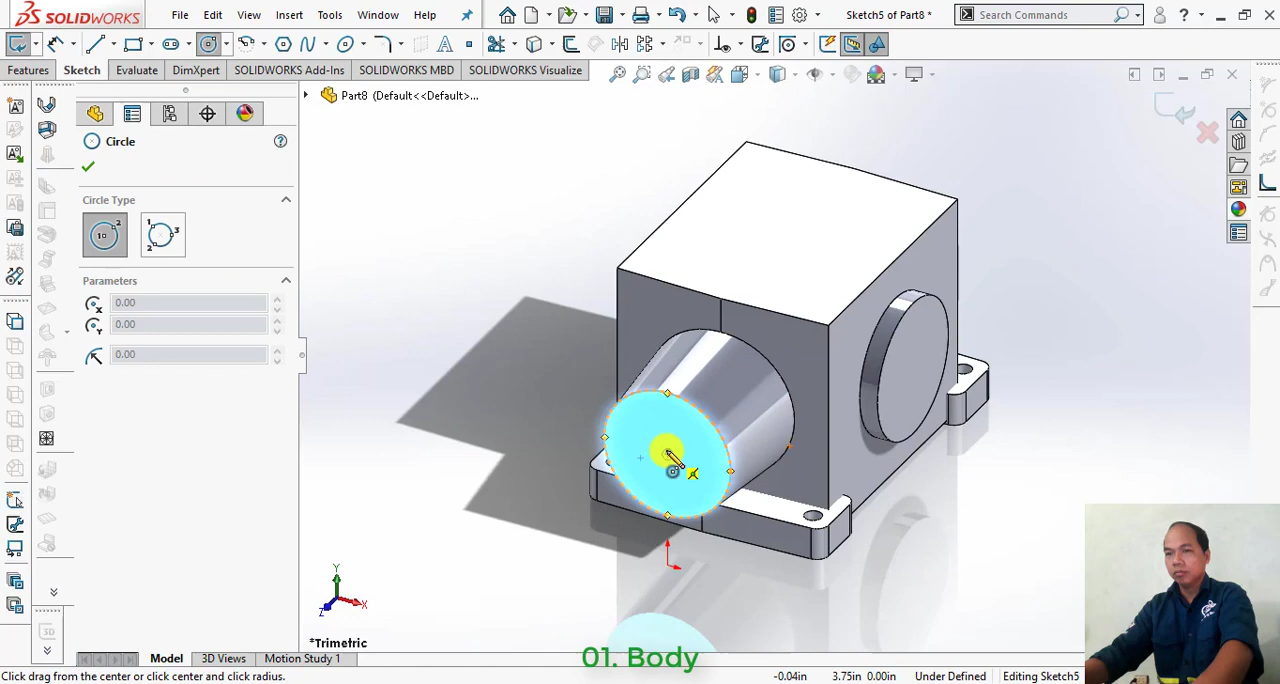 SOLIDWORKS
File
Edit
View
Insert
Tools
Window
Help
Sketch5 of Part8 *
Search Commands
?
Features
Sketch
Evaluate
DimXpert
SOLIDWORKS Add-Ins
SOLIDWORKS MBD
SOLIDWORKS Visualize
Part8 (Default<<Default>...
Circle
?
Circle Type
Parameters
0.00
0.00
0.00
3D
Y
X
Z
*Trimetric
01. Body
Model
3D Views
Motion Study 1
Click drag from the center or click center and click radius.
-0.04in
3.75in
0.00in
Under Defined
Editing Sketch5